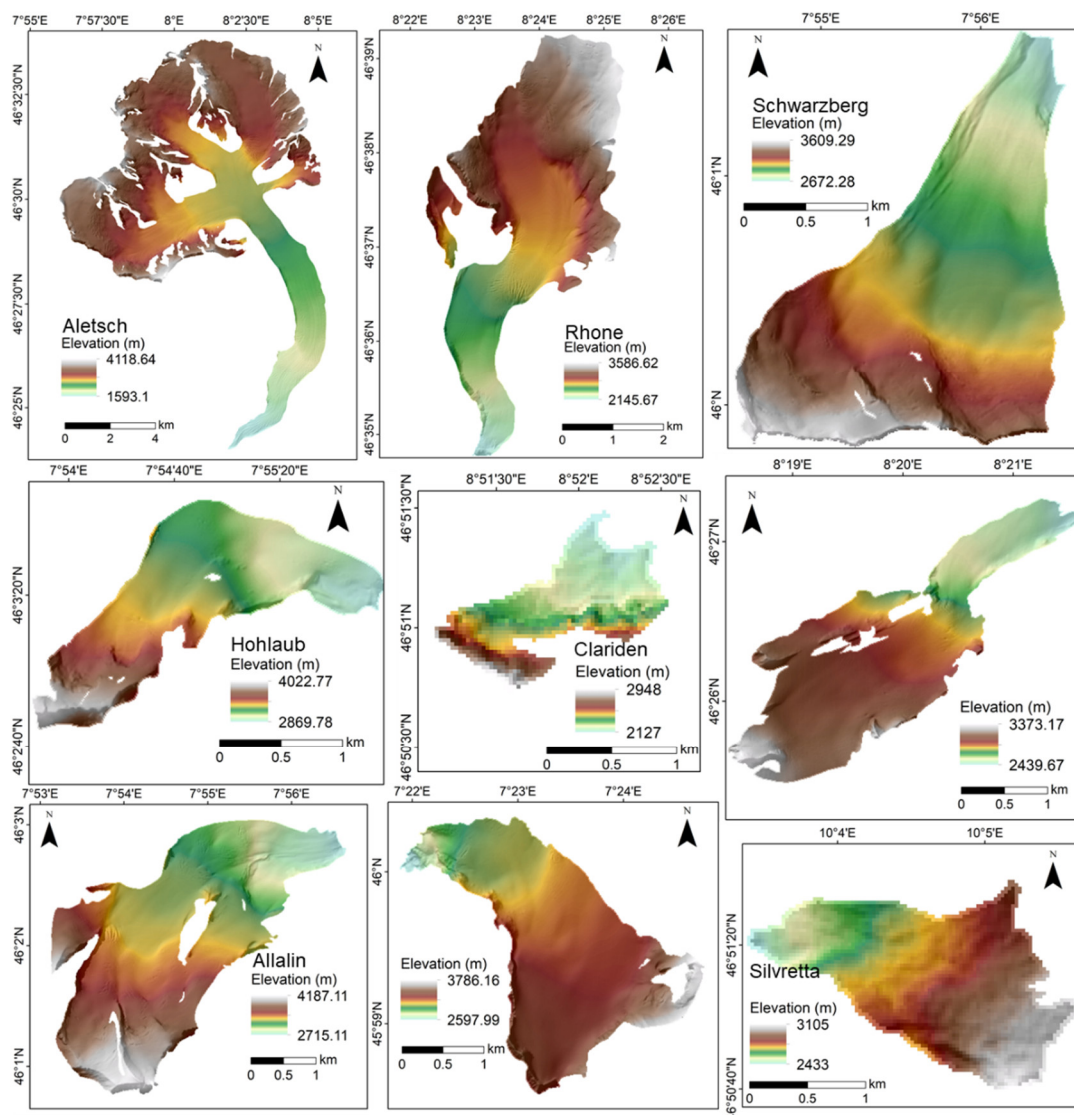 7°55'E 7°57'30"E 8°0' 8°2'30"E 8°5'E
46°32'30"N
46°30'N
46°27'30"N
46°25'N
N
Aletsch
Elevation (m)
4118.64
1593.1
0 2 4
km
8°22'E 8°23'E 8°24'E 8°25'E 8°26'E
46°39'N
46°38'N
46°37'N
46°36'N
46°35'N
N
Rhone
Elevation (m)
3586.62
2145.67
km
0 1 2
7°55'E 7°56'E
46°1'N
46°N
N
Schwarzberg
Elevation (m)
3609.29
2672.28
km
0 0.5 1
7°54'E 7°54'40"E 7°55'20"E
46°3'20"N
46°2'40"N
N
Hohlaub
Elevation (m)
4022.77
2869.78
km
0 0.5 1
8°51'30"E 8°52'E 8°52'30"E
46°51'30"N
46°51'N
46°50'30"N
N
Clariden
Elevation (m)
2948
2127
km
0 0.5 1
8°19'E 8°20'E 8°21'E
46°27'N
46°26'N
N
Elevation (m)
3373.17
2439.67
km
0 0.5 1
7°53'E 7°54'E 7°55'E 7°56'E
46°3'N
46°2'N
46°1'N
N
Allalin
Elevation (m)
4187.11
2715.11
km
0 0.5 1
7°22'E 7°23'E 7°24'E
46°N
45°59'N
N
Elevation (m)
3786.16
2597.99
km
0 0.5 1
10°4'E 10°5'E
46°51'20"N
6°50'40"N
N
Silvretta
Elevation (m)
3105
2433
km
0 0.5 1